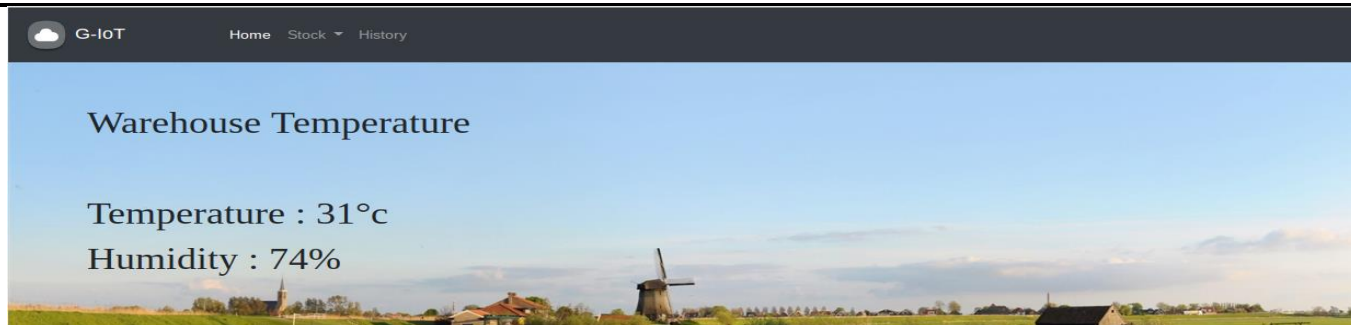 G-IoT Home Stock History
Warehouse Temperature
Temperature : 31°c
Humidity : 74%